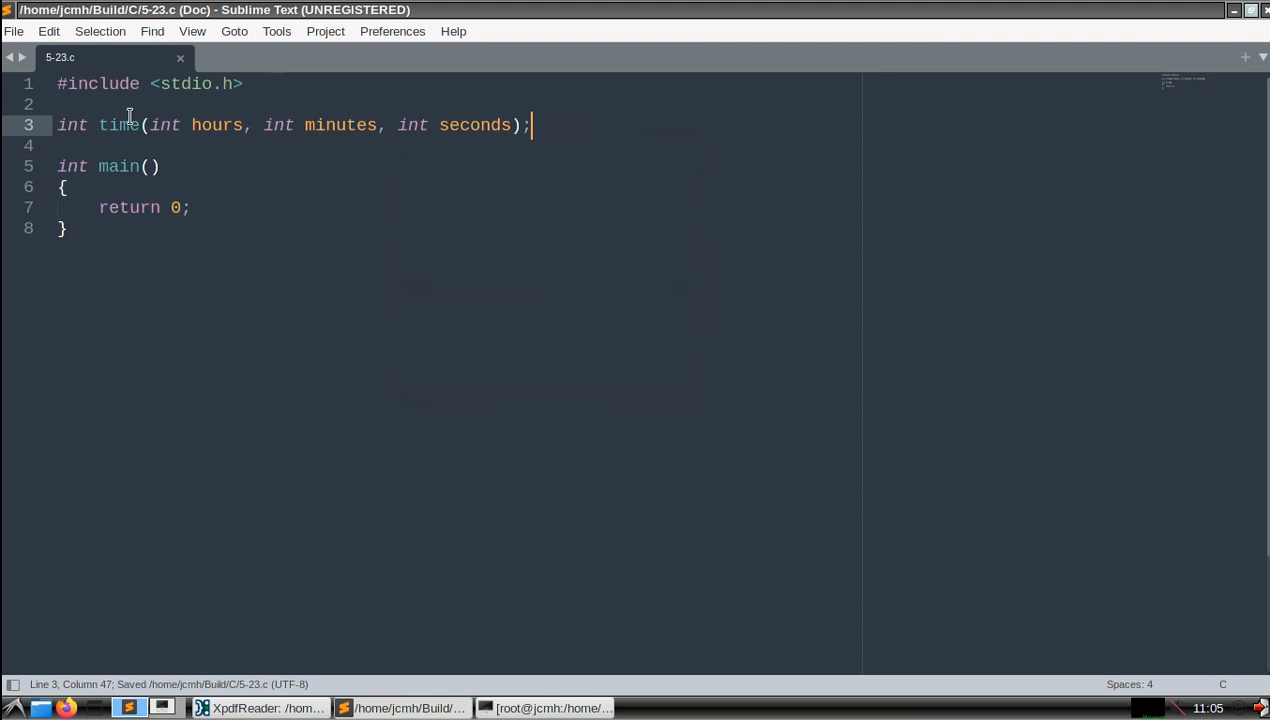 /home/jcmh/Build/C/5-23.c (Doc) - Sublime Text (UNREGISTERED)
File Edit Selection Find View Goto Tools Project Preferences Help
5-23.c
1 #include <stdio.h>
2
3 int time(int hours, int minutes, int seconds);
4
5 int main()
6 {
7 return 0;
8 }
Line 3, Column 47; Saved /home/jcmh/Build/C/5-23.c (UTF-8) Spaces: 4 C
XpdfReader: /hom... /home/jcmh/Build/... [root@jcmh:/home/... 11:05